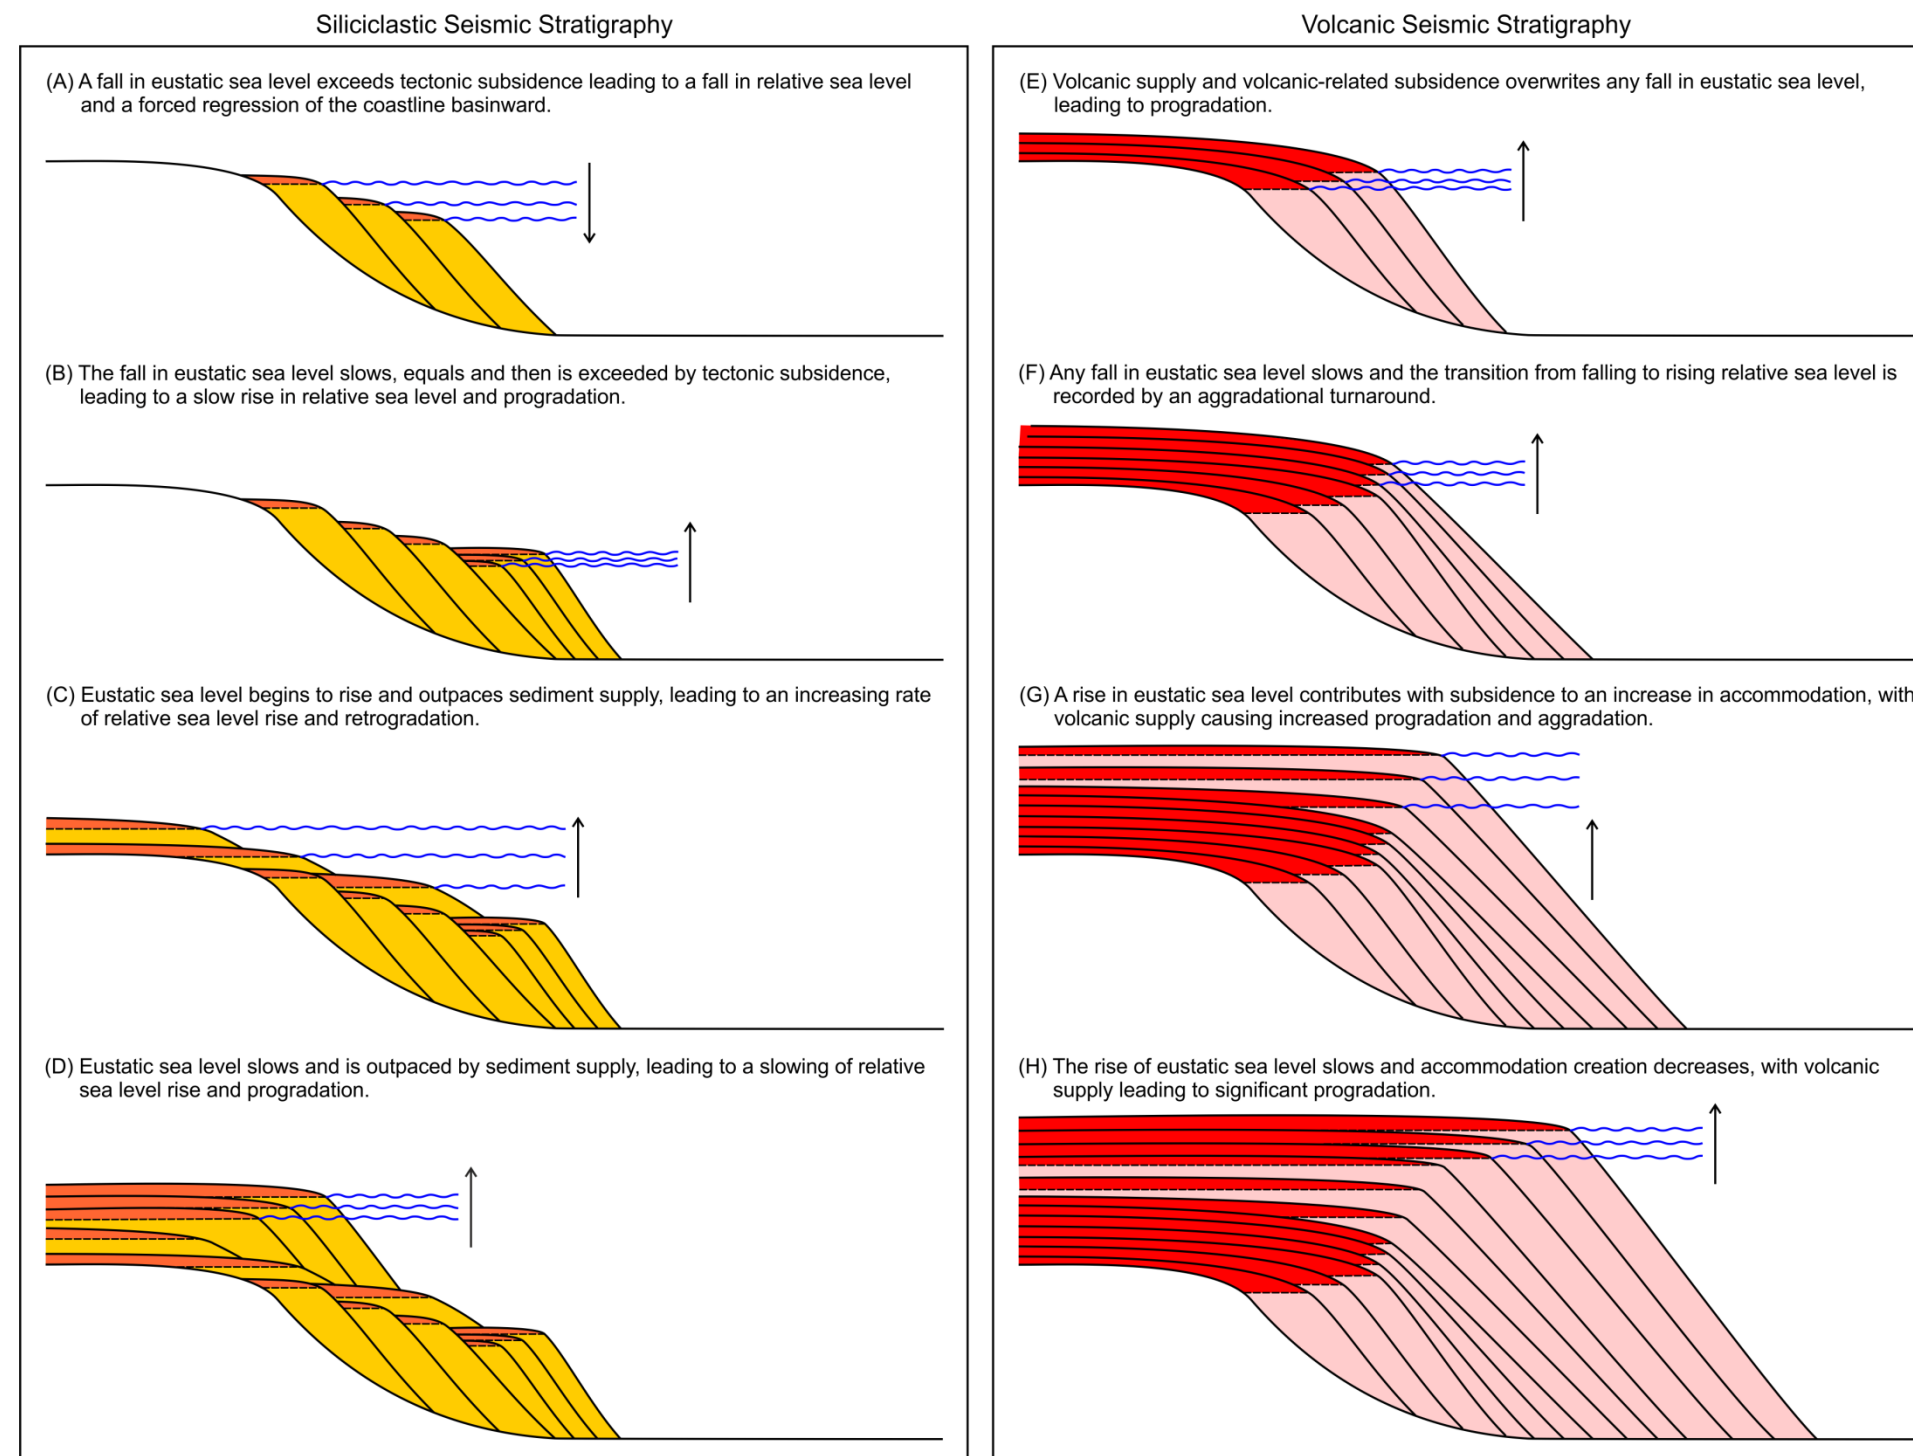 Siliciclastic Seismic Stratigraphy
(A) A fall in eustatic sea level exceeds tectonic subsidence leading to a fall in relative sea level
and a forced regression of the coastline basinward.
(B) The fall in eustatic sea level slows, equals and then is exceeded by tectonic subsidence,
leading to a slow rise in relative sea level and progradation.
(C) Eustatic sea level begins to rise and outpaces sediment supply, leading to an increasing rate
of relative sea level rise and retrogradation.
(D) Eustatic sea level slows and is outpaced by sediment supply, leading to a slowing of relative
sea level rise and progradation.
Volcanic Seismic Stratigraphy
(E) Volcanic supply and volcanic-related subsidence overwrites any fall in eustatic sea level,
leading to progradation.
(F) Any fall in eustatic sea level slows and the transition from falling to rising relative sea level is
recorded by an aggradational turnaround.
(G) A rise in eustatic sea level contributes with subsidence to an increase in accommodation, with
volcanic supply causing increased progradation and aggradation.
(H) The rise of eustatic sea level slows and accommodation creation decreases, with volcanic
supply leading to significant progradation.